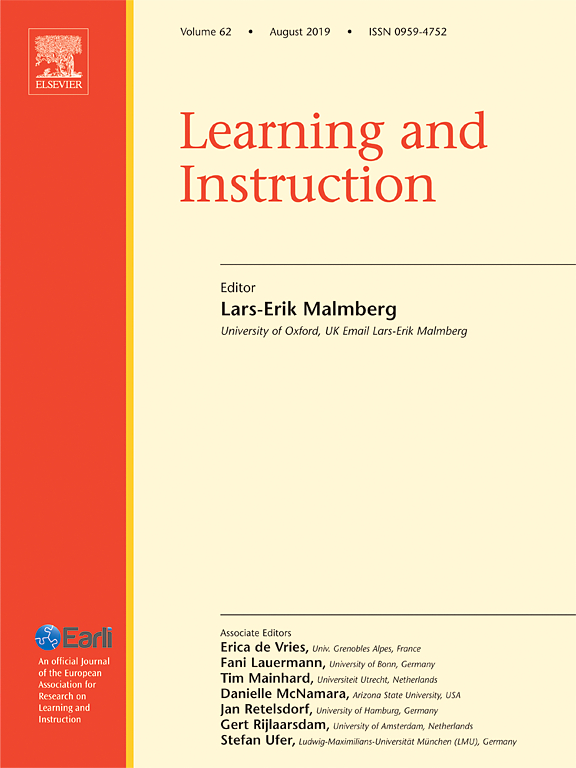 Volume 62 • August 2019 • ISSN 0959-4752
ELSEVIER
Learning and
Instruction
Editor
Lars-Erik Malmberg
University of Oxford, UK Email Lars-Erik Malmberg
Earli
An official Journal
of the European
Association for
Research on
Learning and
Instruction
Associate Editors
Erica de Vries, Univ. Grenobles Alpes, France
Fani Lauermann, University of Bonn, Germany
Tim Mainhard, Universiteit Utrecht, Netherlands
Danielle McNamara, Arizona State University, USA
Jan Retelsdorf, University of Hamburg, Germany
Gert Rijlaarsdam, University of Amsterdam, Netherlands
Stefan Ufer, Ludwig-Maximilians-Universität München (LMU), Germany